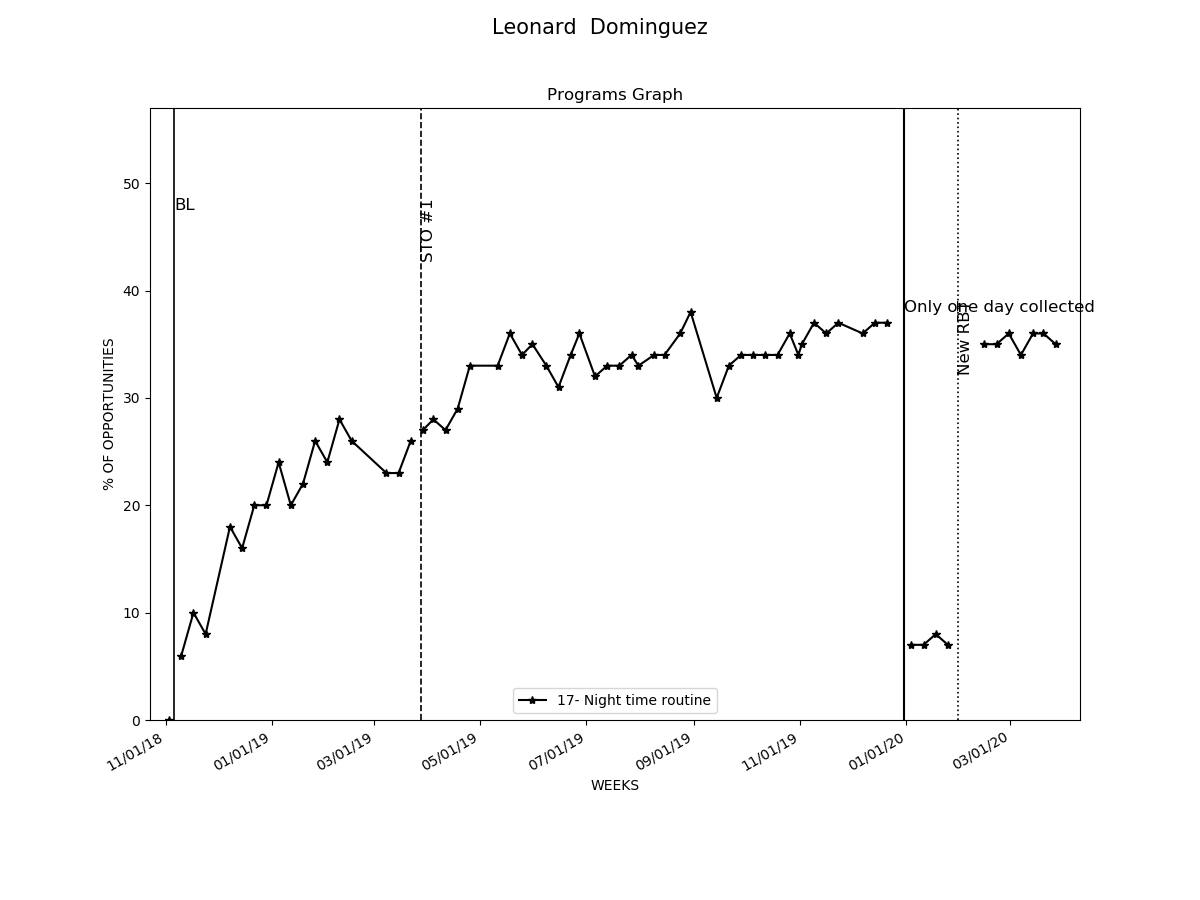 Leonard  Dominguez
Programs Graph
50
40
30
20
10
0
% OF OPPORTUNITIES
BL
STO #1
Only one day collected
New RBT
17- Night time routine
11/01/18
01/01/19
03/01/19
05/01/19
07/01/19
09/01/19
11/01/19
01/01/20
03/01/20
WEEKS